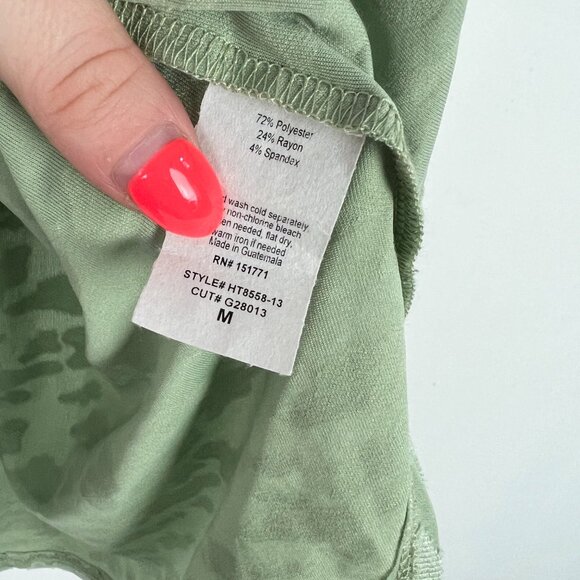 72% Polyester
24% Rayon
4% Spandex
wash cold separately
non-chlorine bleach
needed, flat dry,
warm iron if needed
Made in Guatemala
RN# 151771
STYLE# HT8558-13
CUT# G28013
M